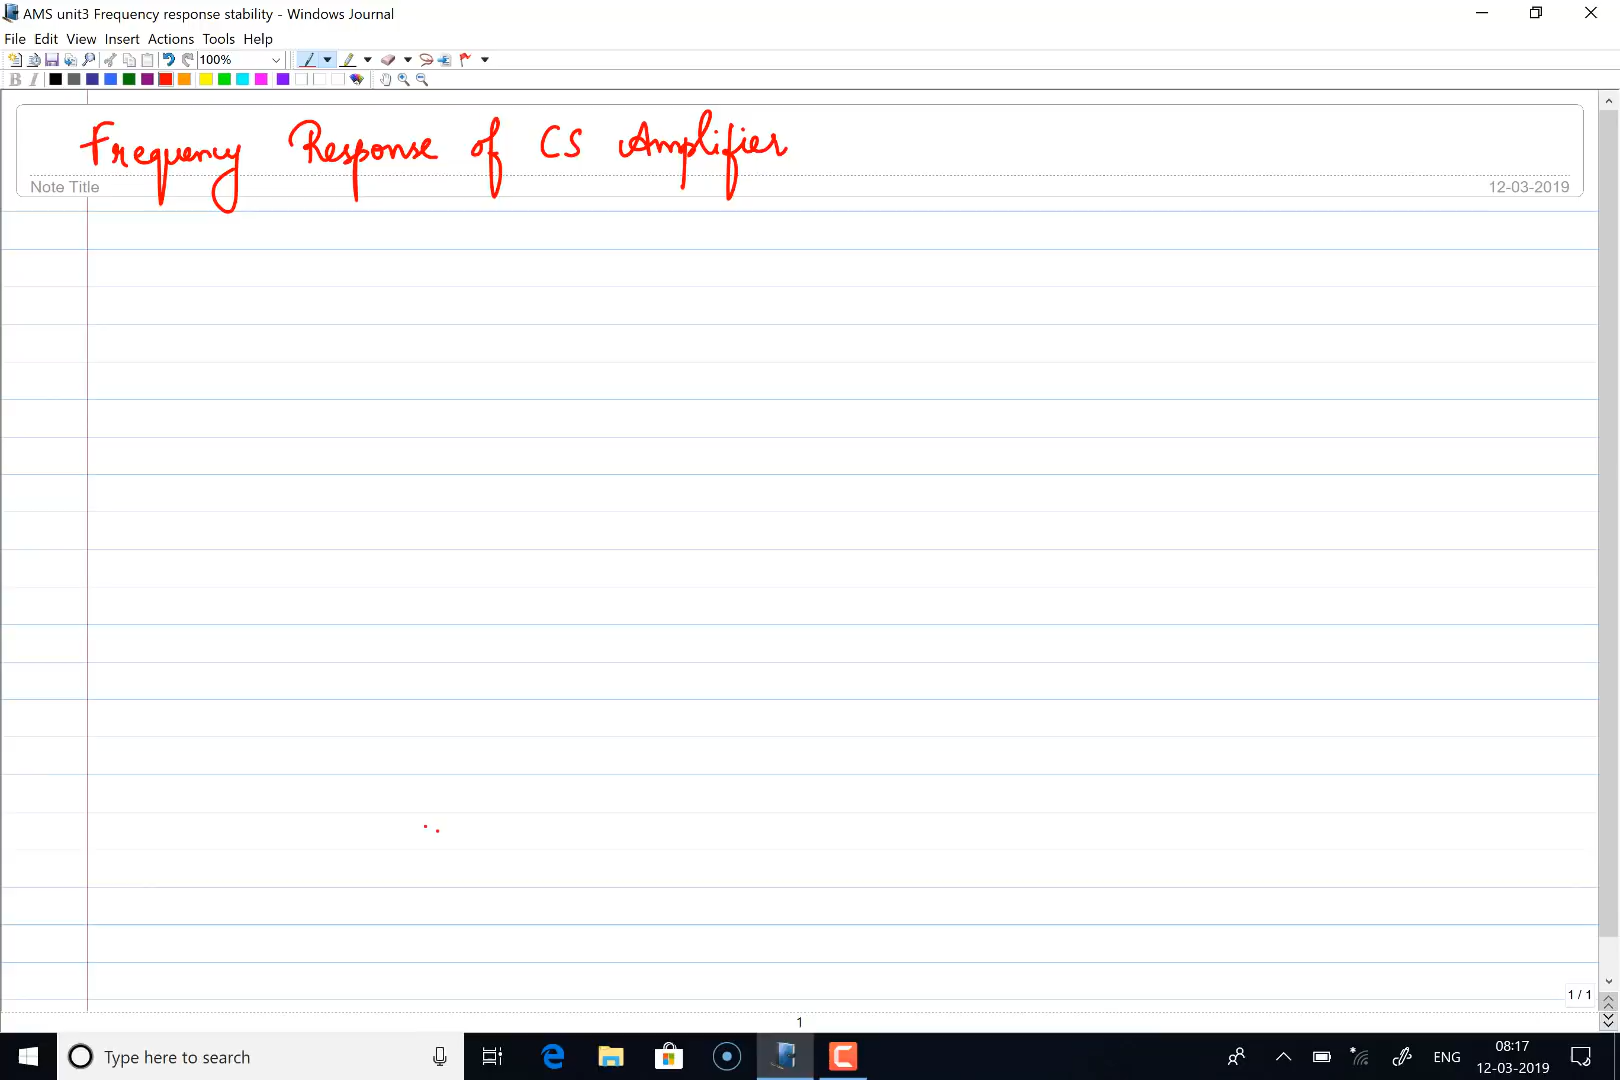 AMS unit3 Frequency response stability - Windows Journal
File Edit View Insert Actions Tools Help
100%
B I
Frequency Response of CS Amplifier
Note Title
12-03-2019
1 / 1
1
Type here to search
ENG
08:17
12-03-2019